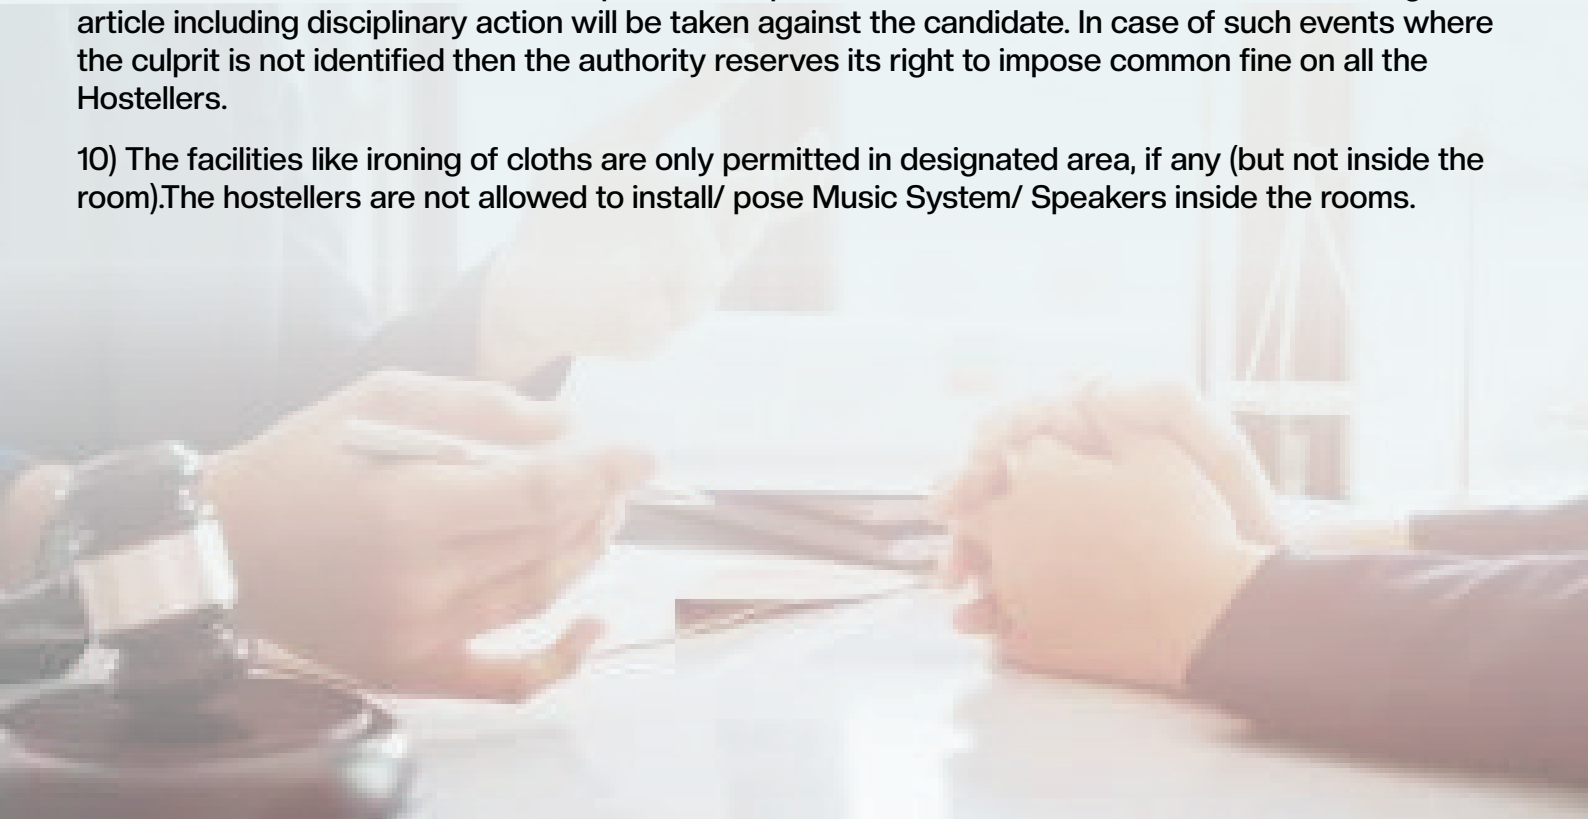 article including disciplinary action will be taken against the candidate. In case of such events where
the culprit is not identified then the authority reserves its right to impose common fine on all the
Hostellers.
10) The facilities like ironing of cloths are only permitted in designated area, if any (but not inside the
room).The hostellers are not allowed to install/ pose Music System/ Speakers inside the rooms.